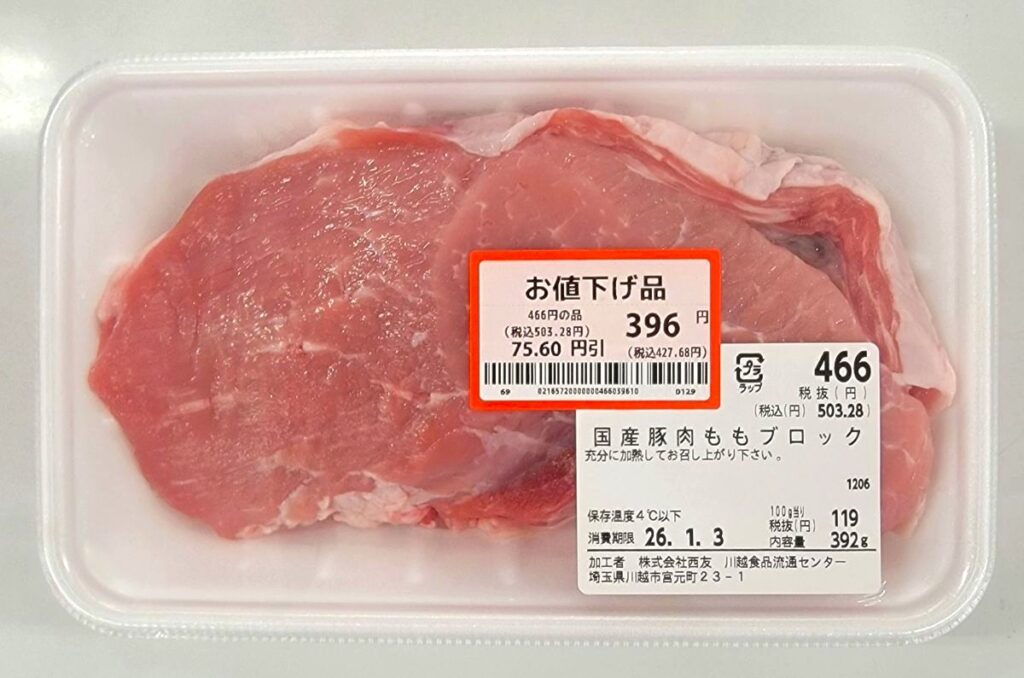 お値下げ品
466円の品
(税込503.28円)
396 円
75.60 円引
(税込427.68円)
69 0216572000000466039610 0129
プラ
ラップ
466
税抜(円)
(税込(円) 503.28)
国産豚肉ももブロック
充分に加熱してお召し上がり下さい。
1206
保存温度4℃以下
100g当り
税抜(円) 119
消費期限 26. 1. 3
内容量 392g
加工者 株式会社西友 川越食品流通センター
埼玉県川越市宮元町23-1